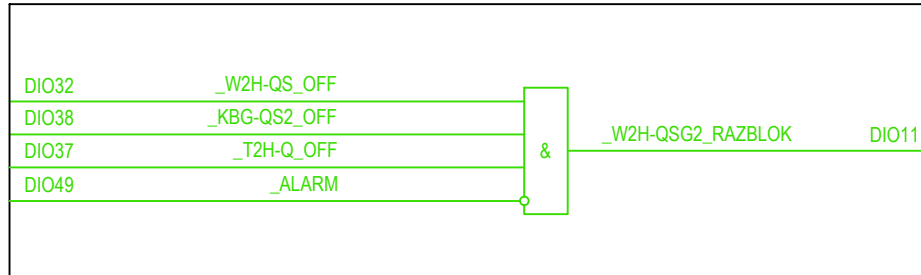 DIO32 _W2H-QS_OFF
DIO38 _KBG-QS2_OFF
DIO37 _T2H-Q_OFF
& _W2H-QSG2_RAZBLOK DIO11
DIO49 _ALARM